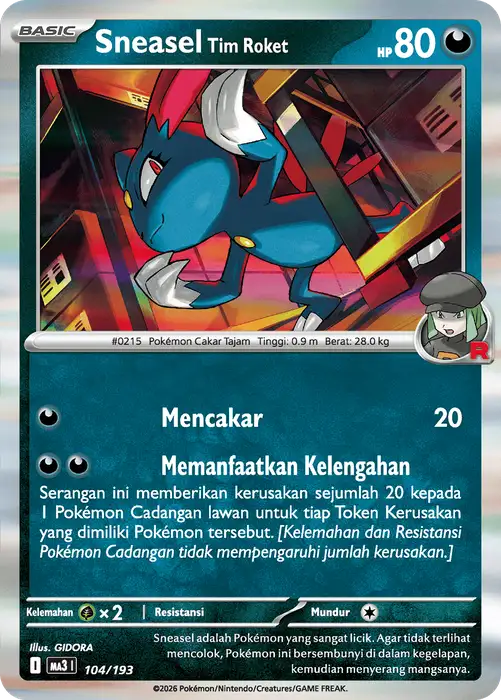 BASIC
Sneasel Tim Roket
HP 80
#0215 Pokémon Cakar Tajam Tinggi: 0.9 m Berat: 28.0 kg
R
Mencakar 20
Memanfaatkan Kelengahan
Serangan ini memberikan kerusakan sejumlah 20 kepada
1 Pokémon Cadangan lawan untuk tiap Token Kerusakan
yang dimiliki Pokémon tersebut. [Kelemahan dan Resistansi
Pokémon Cadangan tidak mempengaruhi jumlah kerusakan.]
Kelemahan ×2 Resistansi Mundur
Illus. GIDORA
I MA3 I 104/193
Sneasel adalah Pokémon yang sangat licik. Agar tidak terlihat
mencolok, Pokémon ini bersembunyi di dalam kegelapan,
kemudian menyerang mangsanya.
©2026 Pokémon/Nintendo/Creatures/GAME FREAK.